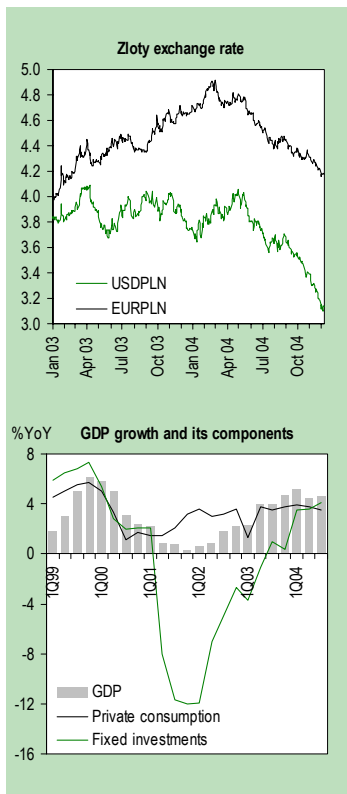 Zloty exchange rate
5.0
4.8
4.6
4.4
4.2
4.0
3.8
3.6
3.4
3.2
3.0
USDPLN
EURPLN
Jan 03
Apr 03
Jul 03
Oct 03
Jan 04
Apr 04
Jul 04
Oct 04
%YoY GDP growth and its components
8
4
0
-4
-8
-12
-16
1Q99
1Q00
1Q01
1Q02
1Q03
1Q04
GDP
Private consumption
Fixed investments